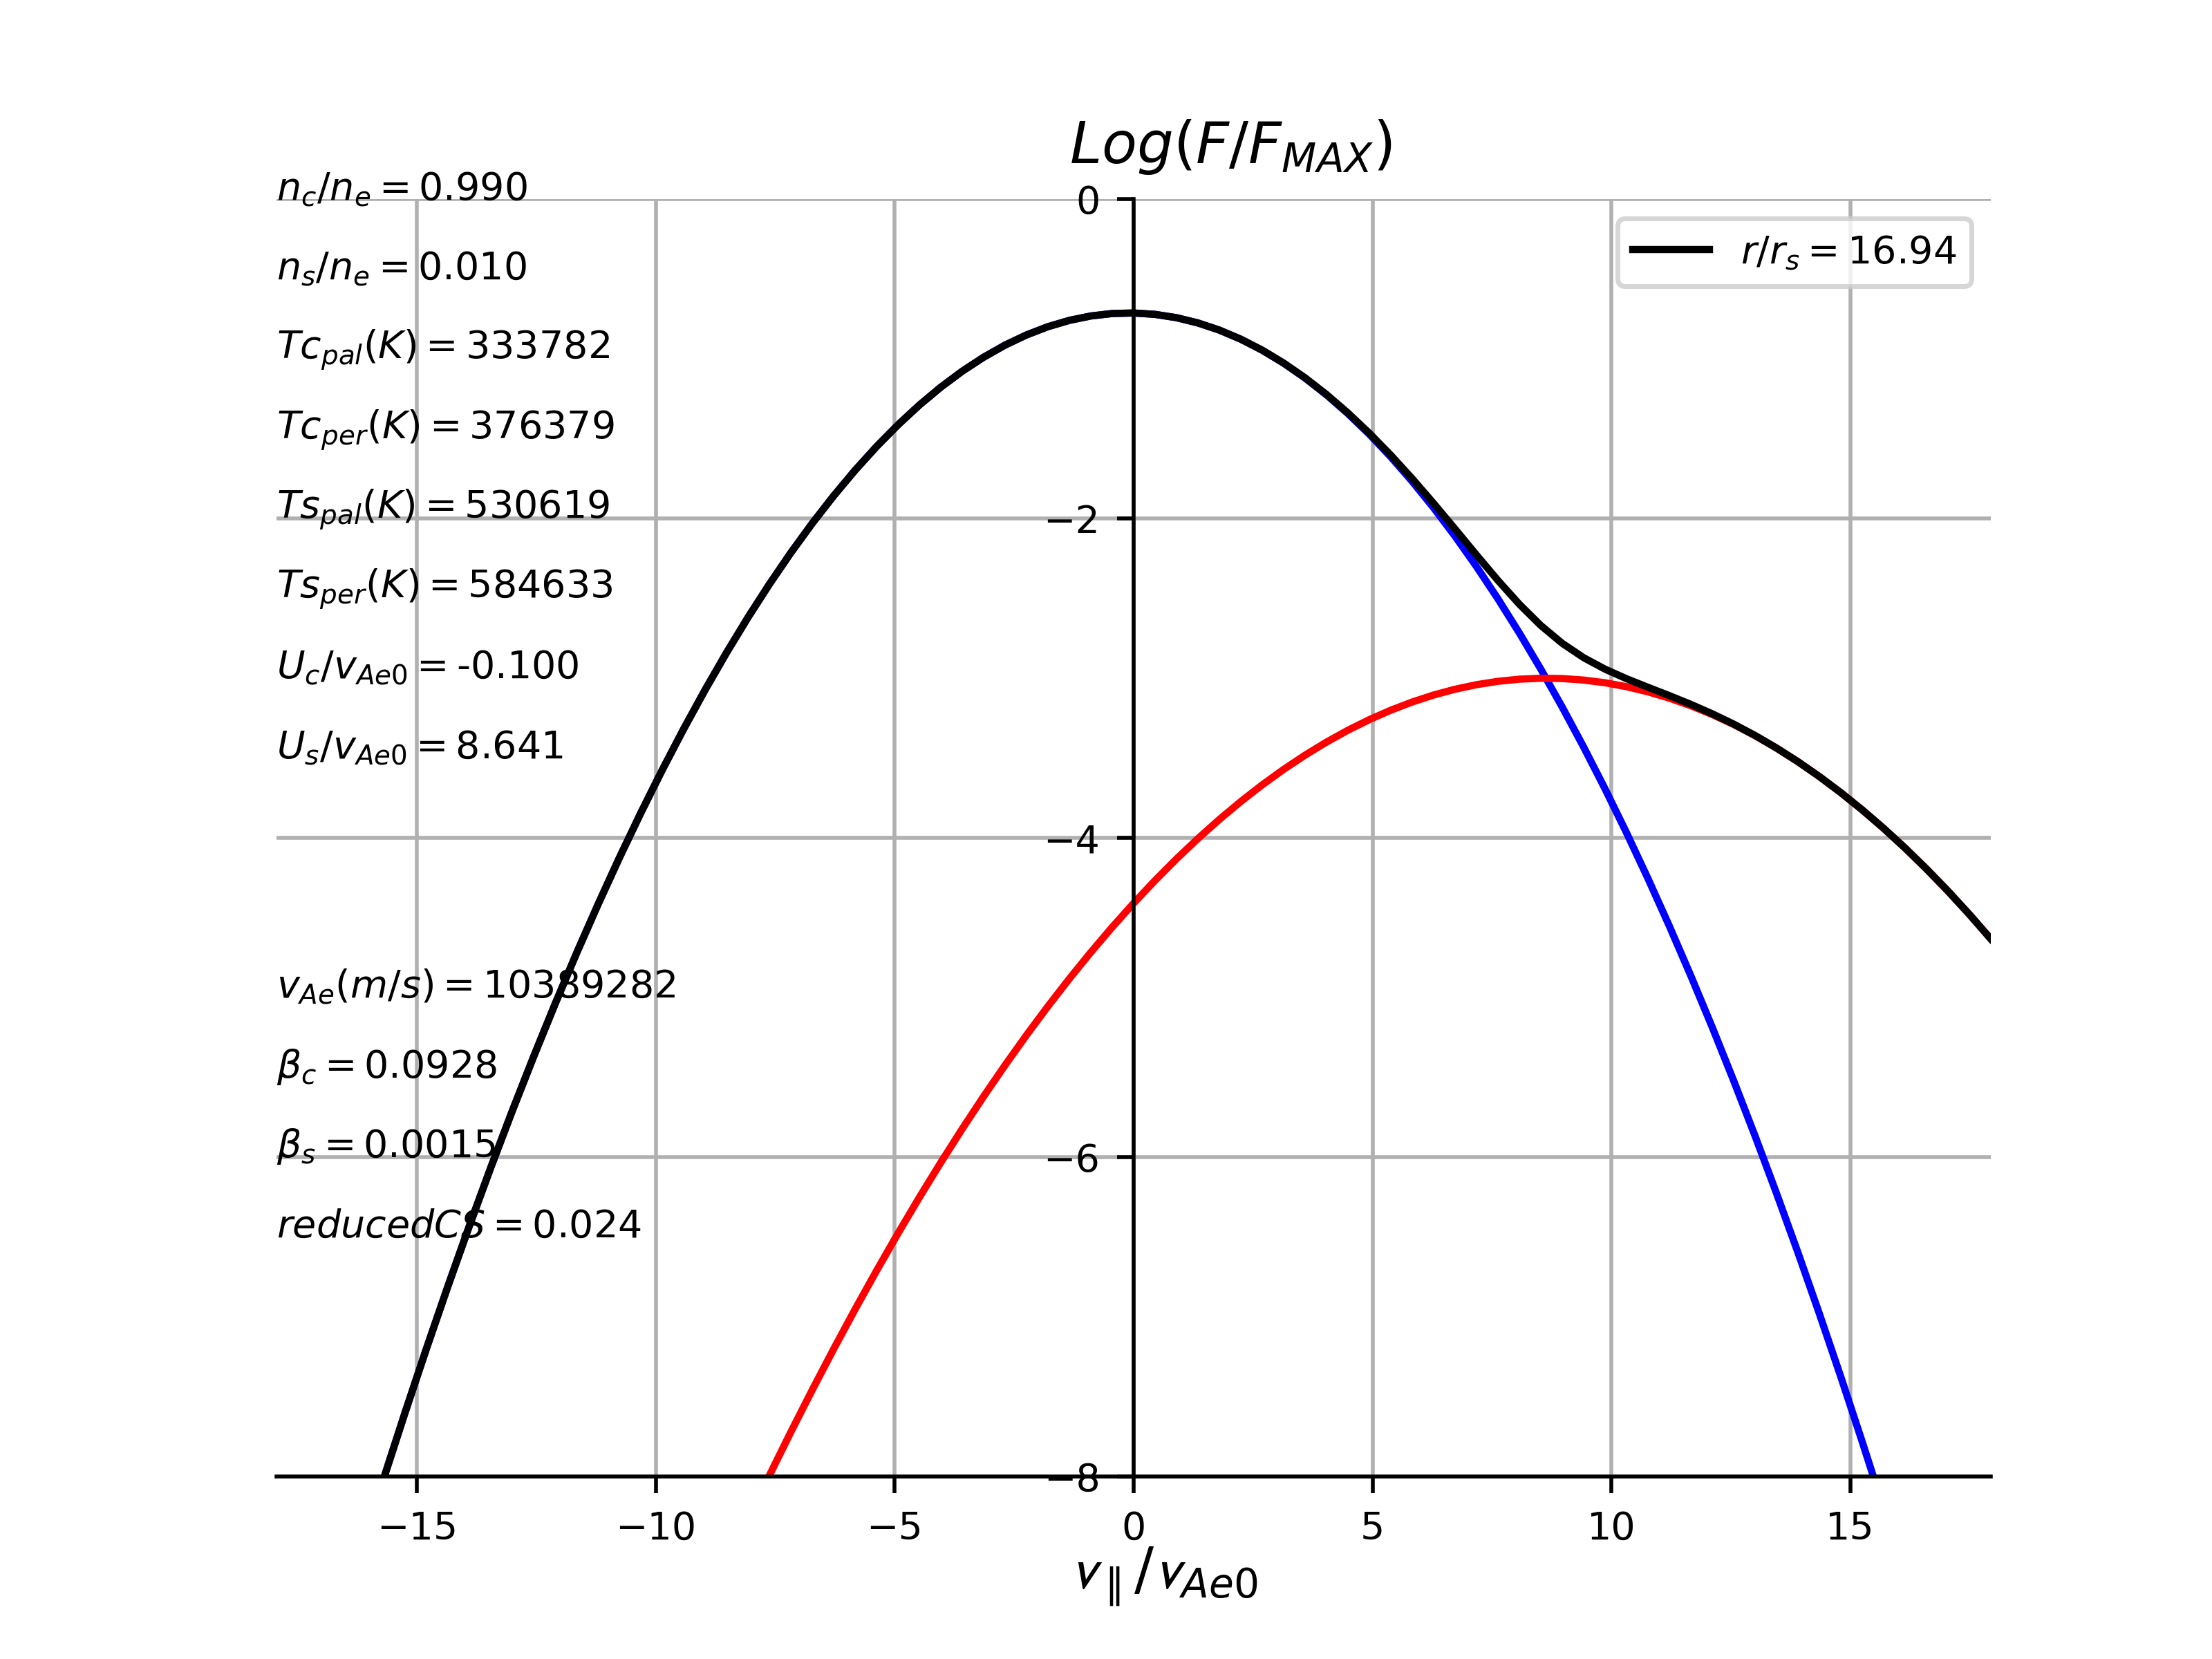 Log(F/F_MAX)
n_c/n_e = 0.990
n_s/n_e = 0.010
Tc_pal(K) = 333782
Tc_per(K) = 376379
Ts_pal(K) = 530619
Ts_per(K) = 584633
U_c/v_Ae0 = -0.100
U_s/v_Ae0 = 8.641
v_Ae(m/s) = 10389282
β_c = 0.0928
β_s = 0.0015
reducedCS = 0.024
r/r_s = 16.94
0
−2
−4
−6
−8
−15 −10 −5 0 5 10 15
v_∥/v_Ae0